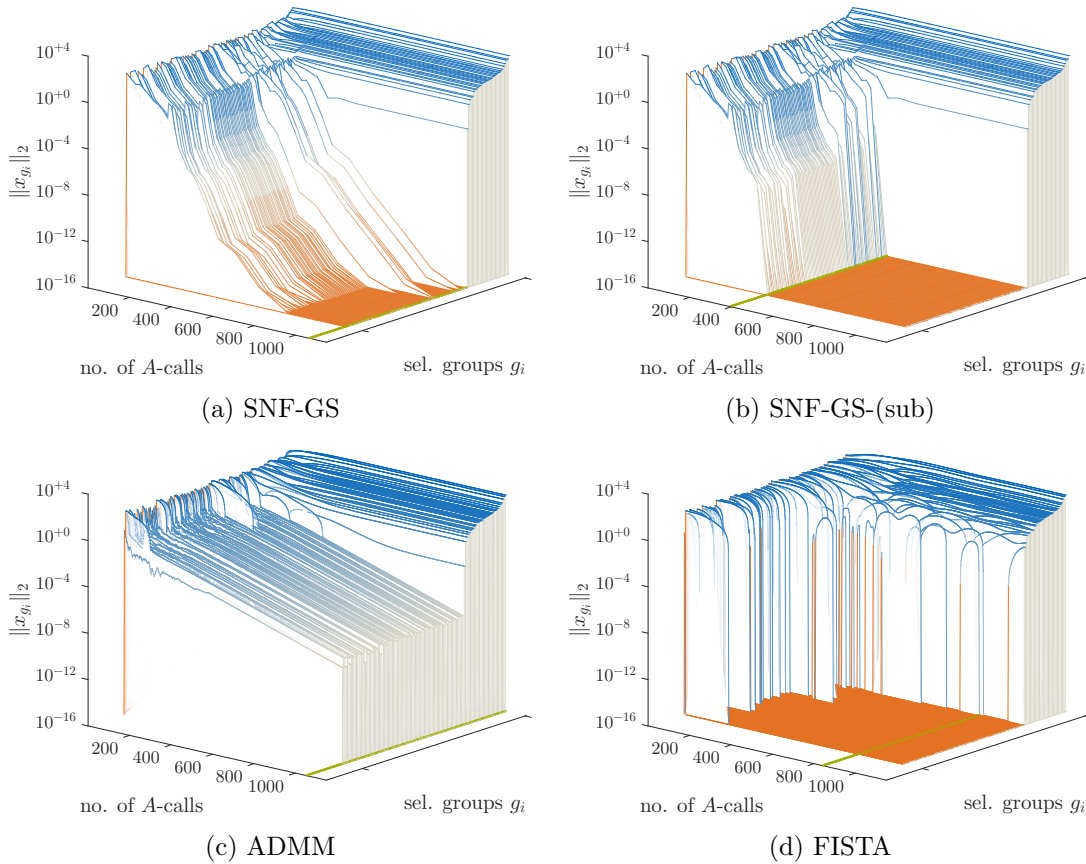 10^{+4}
10^{+0}
10^{-4}
10^{-8}
10^{-12}
10^{-16}
‖x_{g_i}‖_2
200
400
600
800
1000
no. of A-calls
sel. groups g_i
(a) SNF-GS
10^{+4}
10^{+0}
10^{-4}
10^{-8}
10^{-12}
10^{-16}
‖x_{g_i}‖_2
200
400
600
800
1000
no. of A-calls
sel. groups g_i
(b) SNF-GS-(sub)
10^{+4}
10^{+0}
10^{-4}
10^{-8}
10^{-12}
10^{-16}
‖x_{g_i}‖_2
200
400
600
800
1000
no. of A-calls
sel. groups g_i
(c) ADMM
10^{+4}
10^{+0}
10^{-4}
10^{-8}
10^{-12}
10^{-16}
‖x_{g_i}‖_2
200
400
600
800
1000
no. of A-calls
sel. groups g_i
(d) FISTA